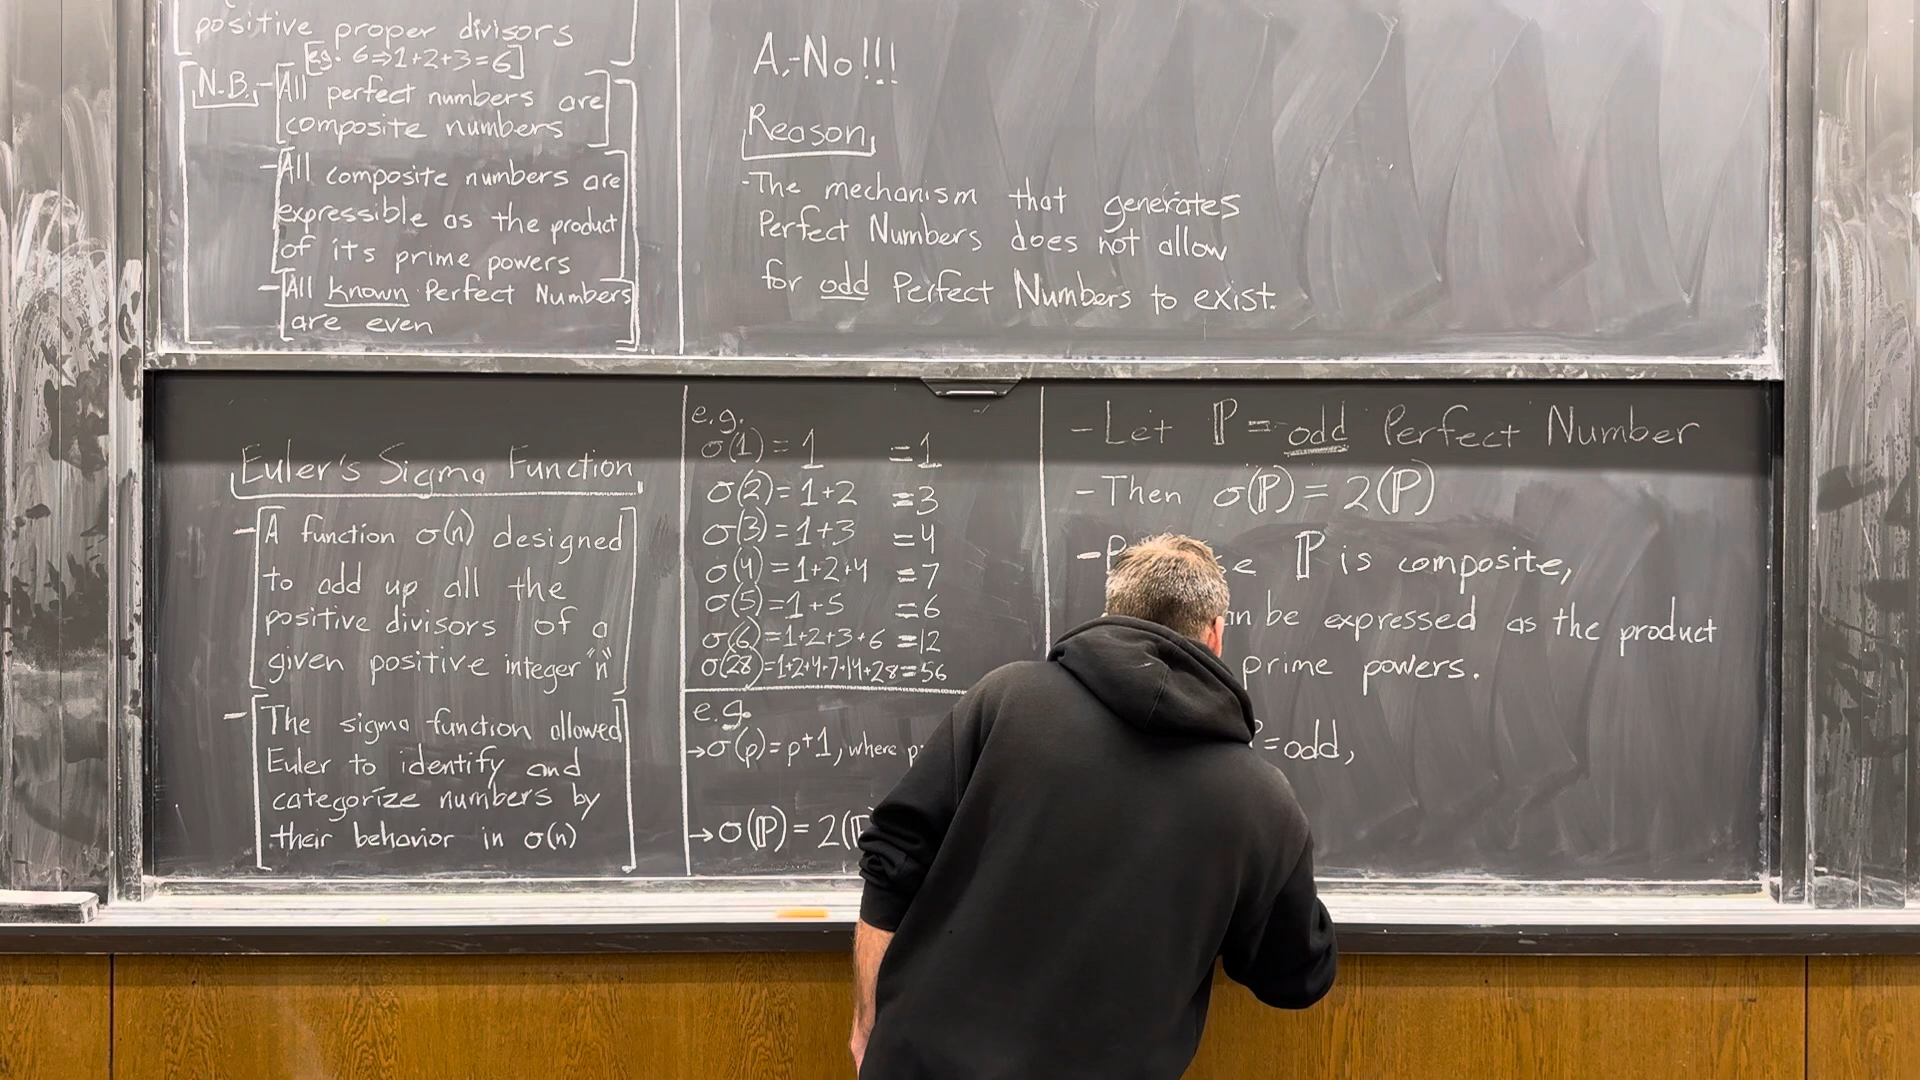 positive proper divisors
[eg. 6⇒1+2+3=6]
N.B. - All perfect numbers are
composite numbers
- All composite numbers are
expressible as the product
of its prime powers
- All known Perfect Numbers
are even
A.-No!!!
Reason
-The mechanism that generates
Perfect Numbers does not allow
for odd Perfect Numbers to exist.
Euler's Sigma Function
- A function σ(n) designed
to add up all the
positive divisors of a
given positive integer "n"
- The sigma function allowed
Euler to identify and
categorize numbers by
their behavior in σ(n)
e.g.
σ(1)=1 =1
σ(2)=1+2 =3
σ(3)=1+3 =4
σ(4)=1+2+4 =7
σ(5)=1+5 =6
σ(6)=1+2+3+6 =12
σ(28)=1+2+4+7+14+28=56
e.g.
→σ(p)=p+1, where p
→σ(ℙ)=2(ℙ
-Let ℙ = odd Perfect Number
-Then σ(ℙ)=2(ℙ)
- ℙ is composite,
be expressed as the product
prime powers.
=odd,